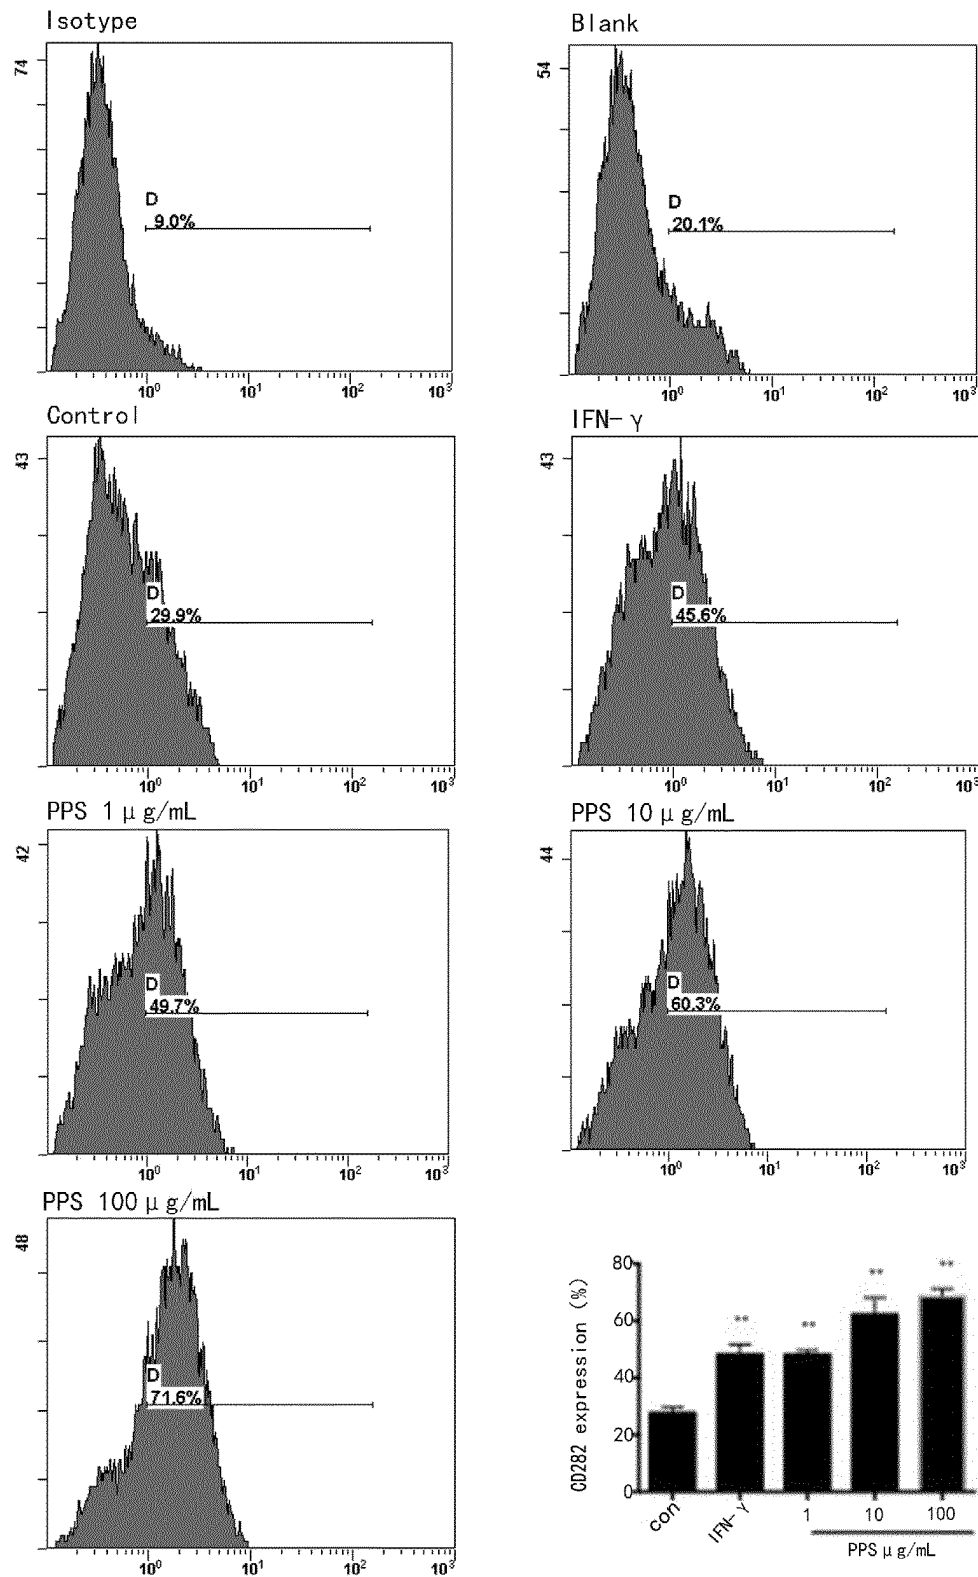 Isotype
74
D
9.0%
10⁰ 10¹ 10² 10³
Blank
54
D
20.1%
10⁰ 10¹ 10² 10³
Control
43
D
29.9%
10⁰ 10¹ 10² 10³
IFN-γ
43
D
45.6%
10⁰ 10¹ 10² 10³
PPS 1 μg/mL
42
D
49.7%
10⁰ 10¹ 10² 10³
PPS 10 μg/mL
44
D
60.3%
10⁰ 10¹ 10² 10³
PPS 100 μg/mL
48
D
71.6%
10⁰ 10¹ 10² 10³
CD282 expression (%)
80
60
40
20
0
** ** ** **
con IFN-γ 1 10 100
PPS μg/mL